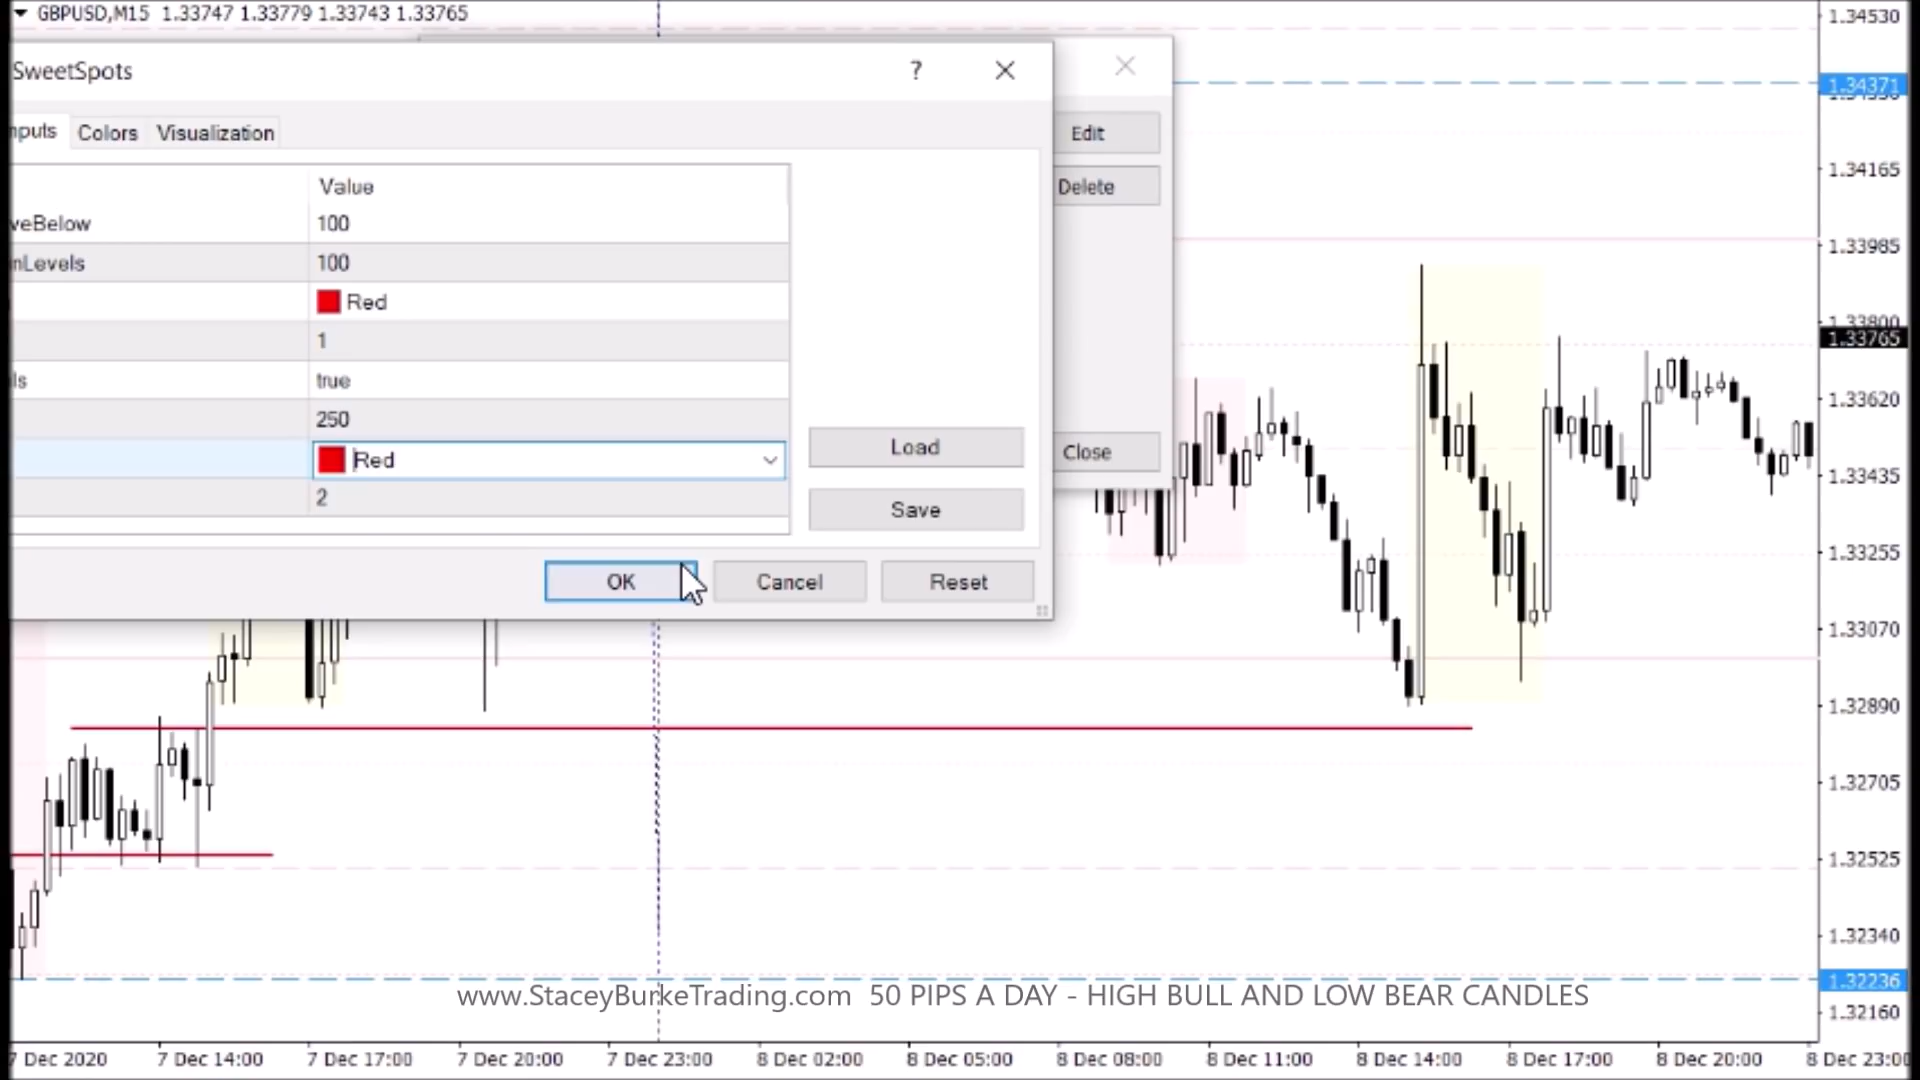 GBPUSD,M15 1.33747 1.33779 1.33743 1.33765
SweetSpots
?
nputs Colors Visualization
Value
veBelow 100
nLevels 100
Red
1
ls true
250
Red
2
Load
Save
OK Cancel Reset
Edit
Delete
Close
1.34530
1.34371
1.34165
1.33985
1.33800
1.33765
1.33620
1.33435
1.33255
1.33070
1.32890
1.32705
1.32525
1.32340
1.32236
1.32160
www.StaceyBurkeTrading.com 50 PIPS A DAY - HIGH BULL AND LOW BEAR CANDLES
7 Dec 2020 7 Dec 14:00 7 Dec 17:00 7 Dec 20:00 7 Dec 23:00 8 Dec 02:00 8 Dec 05:00 8 Dec 08:00 8 Dec 11:00 8 Dec 14:00 8 Dec 17:00 8 Dec 20:00 8 Dec 23:00